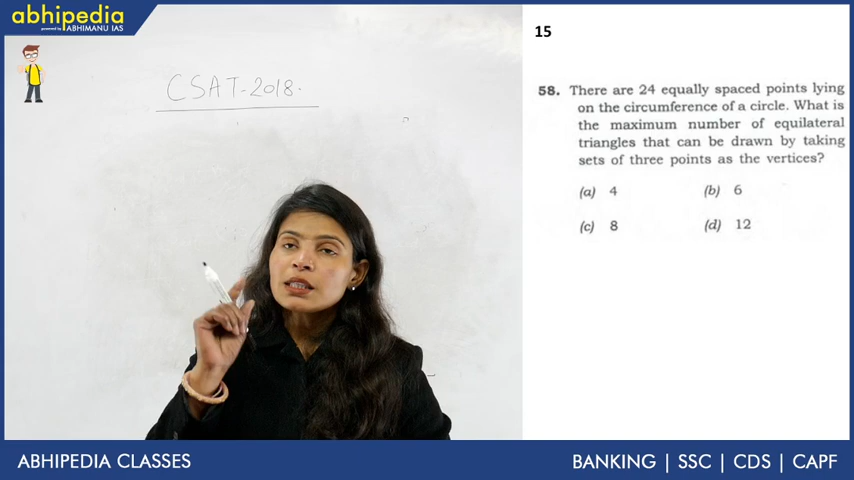 abhipedia
powered by ABHIMANU IAS
CSAT-2018.
15
58. There are 24 equally spaced points lying
on the circumference of a circle. What is
the maximum number of equilateral
triangles that can be drawn by taking
sets of three points as the vertices?
(a) 4
(b) 6
(c) 8
(d) 12
ABHIPEDIA CLASSES
BANKING | SSC | CDS | CAPF